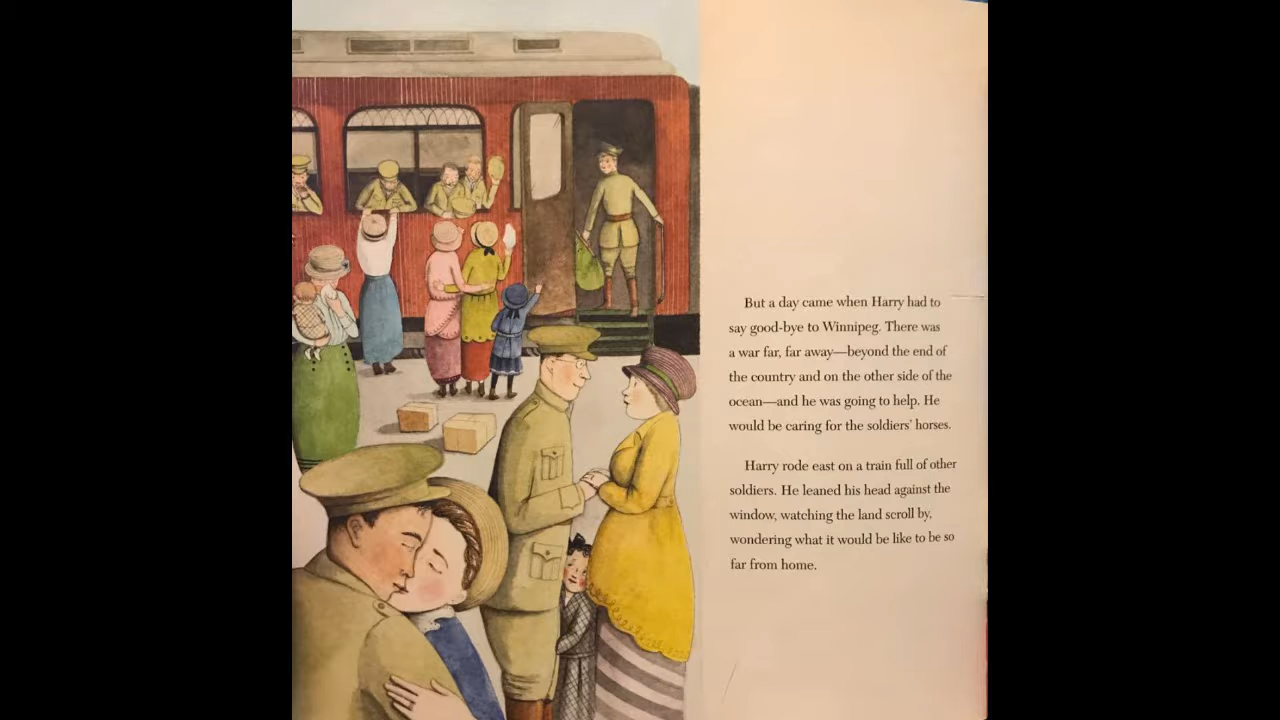 But a day came when Harry had to
say good-bye to Winnipeg. There was
a war far, far away—beyond the end of
the country and on the other side of the
ocean—and he was going to help. He
would be caring for the soldiers' horses.
Harry rode east on a train full of other
soldiers. He leaned his head against the
window, watching the land scroll by,
wondering what it would be like to be so
far from home.